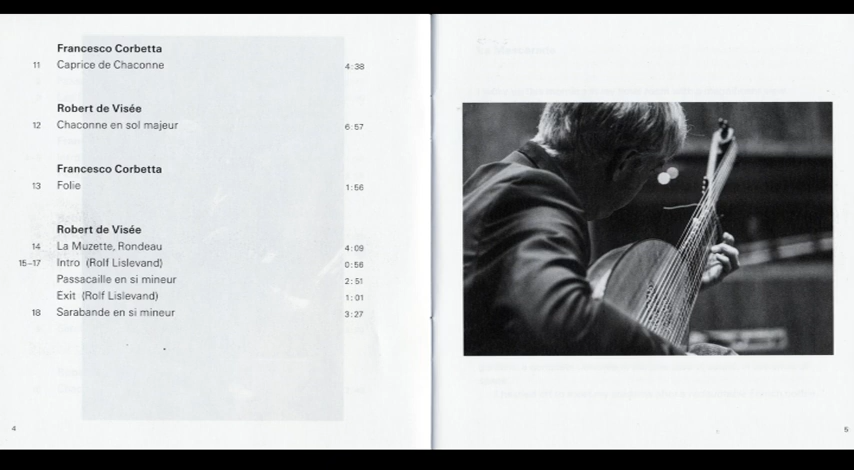 Francesco Corbetta
11 Caprice de Chaconne 4:38
Robert de Visée
12 Chaconne en sol majeur 6:57
Francesco Corbetta
13 Folie 1:56
Robert de Visée
14 La Muzette, Rondeau 4:09
15–17 Intro (Rolf Lislevand) 0:56
Passacaille en si mineur 2:51
Exit (Rolf Lislevand) 1:01
18 Sarabande en si mineur 3:27
4
5